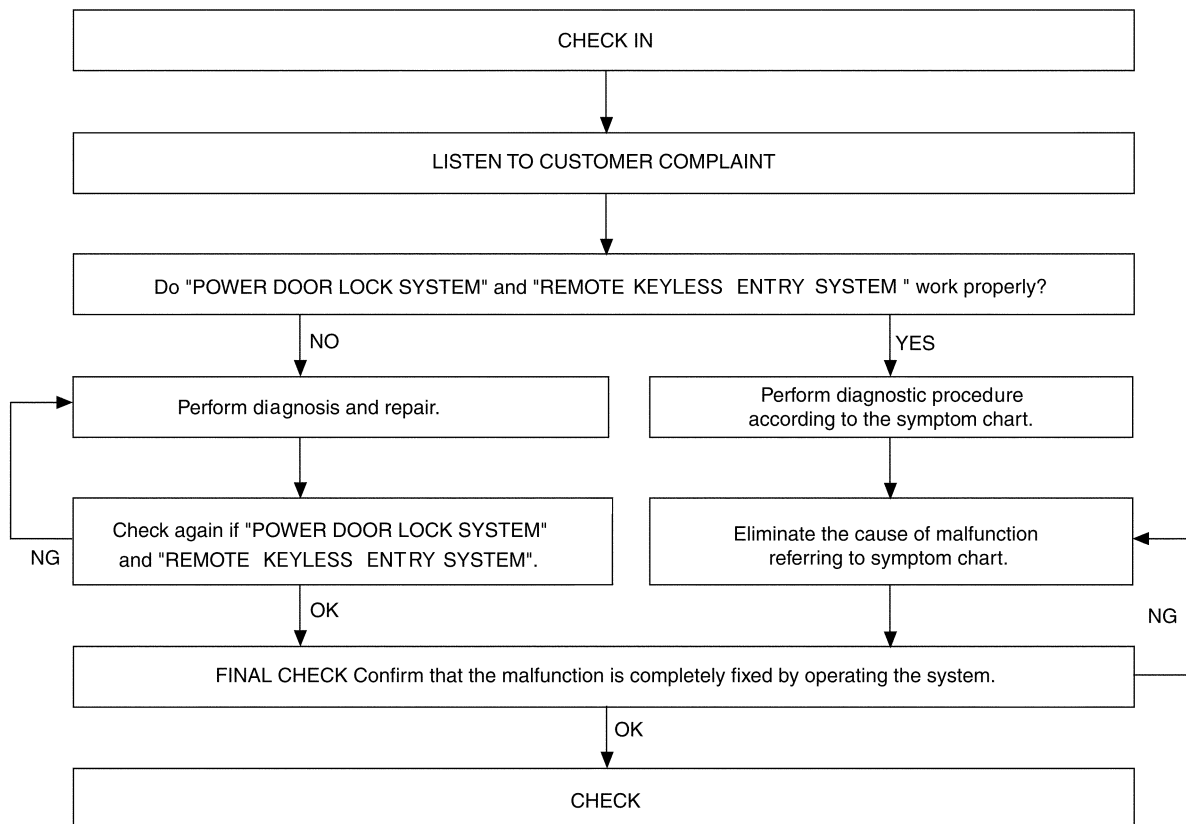 CHECK IN
LISTEN TO CUSTOMER COMPLAINT
Do "POWER DOOR LOCK SYSTEM" and "REMOTE KEYLESS ENTRY SYSTEM " work properly?
NO
YES
Perform diagnosis and repair.
Perform diagnostic procedure
according to the symptom chart.
Check again if "POWER DOOR LOCK SYSTEM"
and "REMOTE KEYLESS ENTRY SYSTEM".
NG
Eliminate the cause of malfunction
referring to symptom chart.
OK
NG
FINAL CHECK Confirm that the malfunction is completely fixed by operating the system.
OK
CHECK